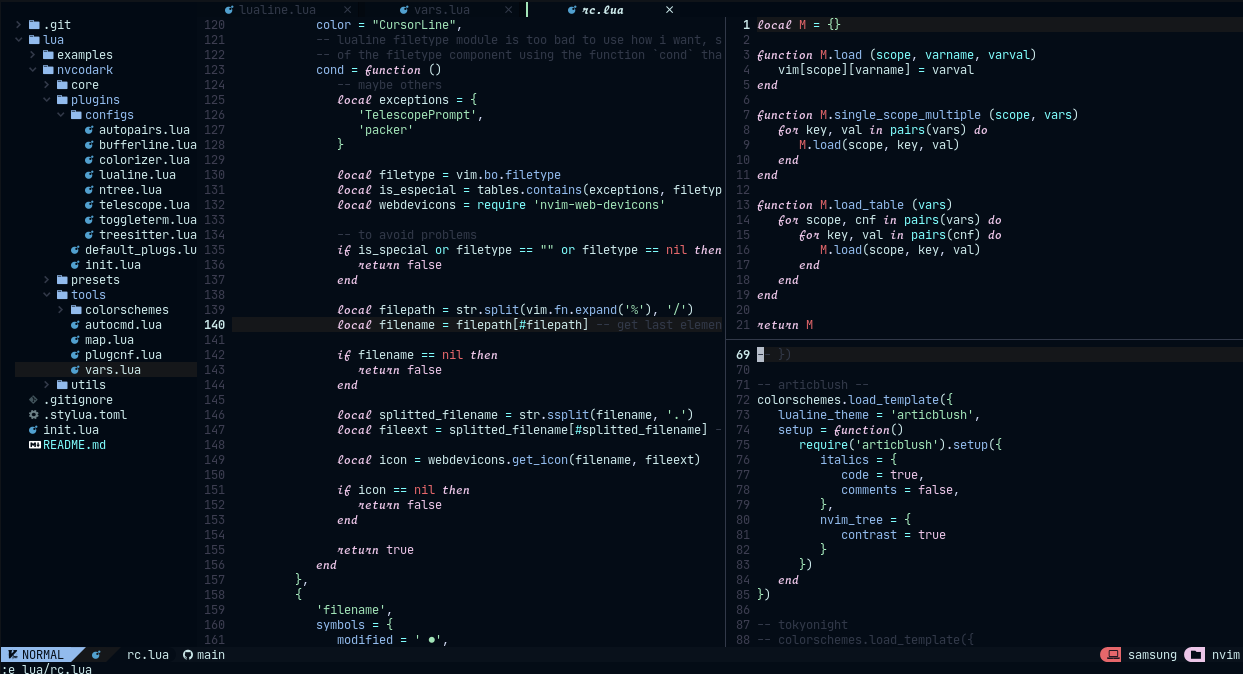 lualine.lua
vars.lua
rc.lua
.git
lua
examples
nvcodark
core
plugins
configs
autopairs.lua
bufferline.lua
colorizer.lua
lualine.lua
ntree.lua
telescope.lua
toggleterm.lua
treesitter.lua
default_plugs.lu
init.lua
presets
tools
colorschemes
autocmd.lua
map.lua
plugcnf.lua
vars.lua
utils
.gitignore
.stylua.toml
init.lua
README.md
120 color = "CursorLine",
121 -- lualine filetype module is too bad to use how i want, s
122 -- of the filetype component using the function `cond` tha
123 cond = function ()
124 -- maybe others
125 local exceptions = {
126 'TelescopePrompt',
127 'packer'
128 }
129
130 local filetype = vim.bo.filetype
131 local is_especial = tables.contains(exceptions, filetyp
132 local webdevicons = require 'nvim-web-devicons'
133
134 -- to avoid problems
135 if is_special or filetype == "" or filetype == nil then
136 return false
137 end
138
139 local filepath = str.split(vim.fn.expand('%'), '/')
140 local filename = filepath[#filepath] -- get last elemen
141
142 if filename == nil then
143 return false
144 end
145
146 local splitted_filename = str.ssplit(filename, '.')
147 local fileext = splitted_filename[#splitted_filename] -
148
149 local icon = webdevicons.get_icon(filename, fileext)
150
151 if icon == nil then
152 return false
153 end
154
155 return true
156 end
157 },
158 {
159 'filename',
160 symbols = {
161 modified = ' ●',
1 local M = {}
2
3 function M.load (scope, varname, varval)
4 vim[scope][varname] = varval
5 end
6
7 function M.single_scope_multiple (scope, vars)
8 for key, val in pairs(vars) do
9 M.load(scope, key, val)
10 end
11 end
12
13 function M.load_table (vars)
14 for scope, cnf in pairs(vars) do
15 for key, val in pairs(cnf) do
16 M.load(scope, key, val)
17 end
18 end
19 end
20
21 return M
69 -- })
70
71 -- articblush --
72 colorschemes.load_template({
73 lualine_theme = 'articblush',
74 setup = function()
75 require('articblush').setup({
76 italics = {
77 code = true,
78 comments = false,
79 },
80 nvim_tree = {
81 contrast = true
82 }
83 })
84 end
85 })
86
87 -- tokyonight
88 -- colorschemes.load_template({
NORMAL
rc.lua
main
samsung
nvim
:e lua/rc.lua